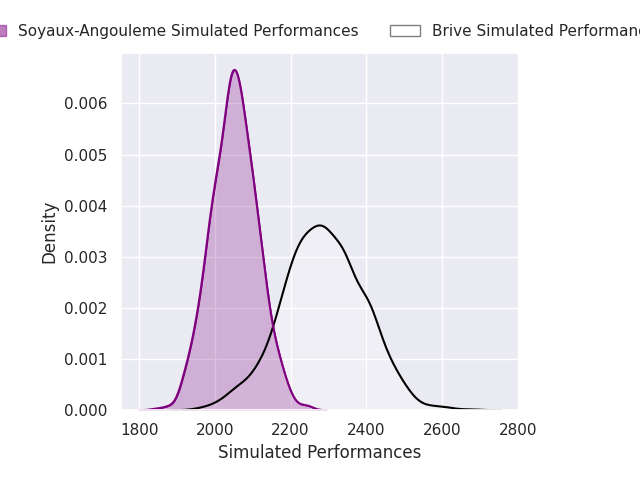 Soyaux-Angouleme Simulated Performances
Brive Simulated
Density
0.006
0.005
0.004
0.003
0.002
0.001
0.000
1800 2000 2200 2400 2600 2800
Simulated Performances